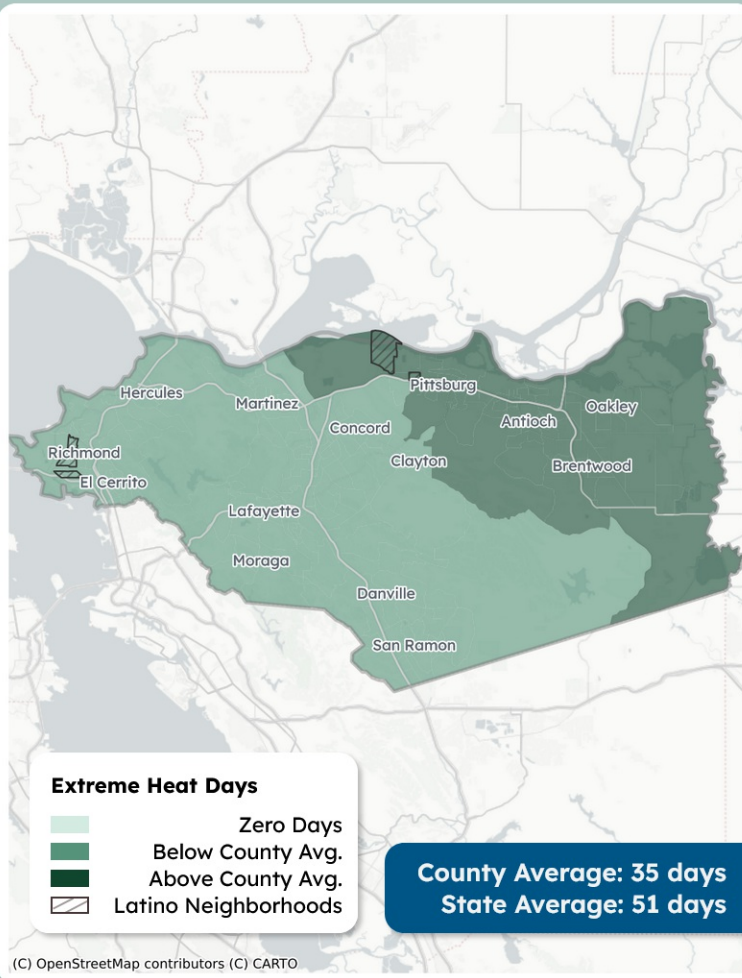 Hercules
Martinez
Pittsburg
Concord
Antioch
Oakley
Richmond
Clayton
Brentwood
El Cerrito
Lafayette
Moraga
Danville
San Ramon
Extreme Heat Days
Zero Days
Below County Avg.
Above County Avg.
Latino Neighborhoods
County Average: 35 days
State Average: 51 days
(C) OpenStreetMap contributors (C) CARTO